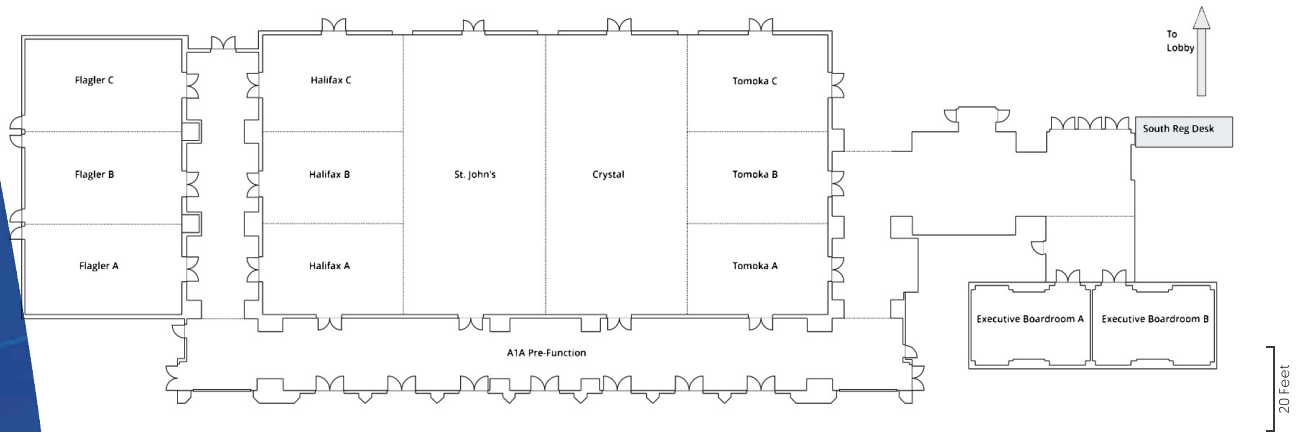 To
Lobby
Flagler C
Halifax C
Tomoka C
South Reg Desk
Flagler B
Halifax B
St. John's
Crystal
Tomoka B
Flagler A
Halifax A
Tomoka A
Executive Boardroom A
Executive Boardroom B
A1A Pre-Function
20 Feet